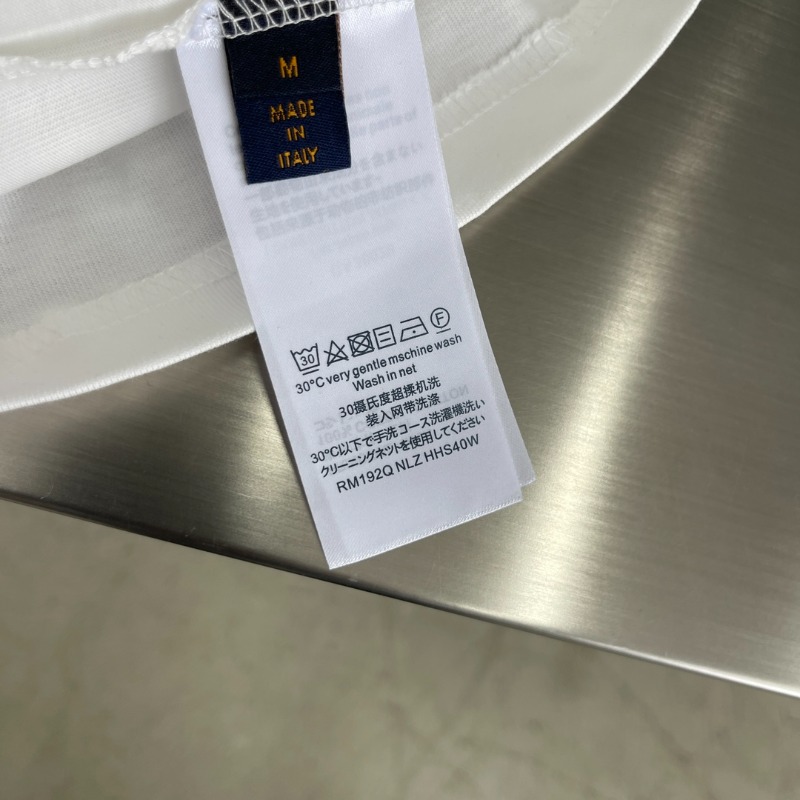 M
MADE
IN
ITALY
30
F
30°C very gentle mschine wash
Wash in net
30摄氏度超揉机洗
装入网带洗涤
30°C以下で手洗コース洗濯機洗い
クリーニングネットを使用してください
RM192Q NLZ HHS40W